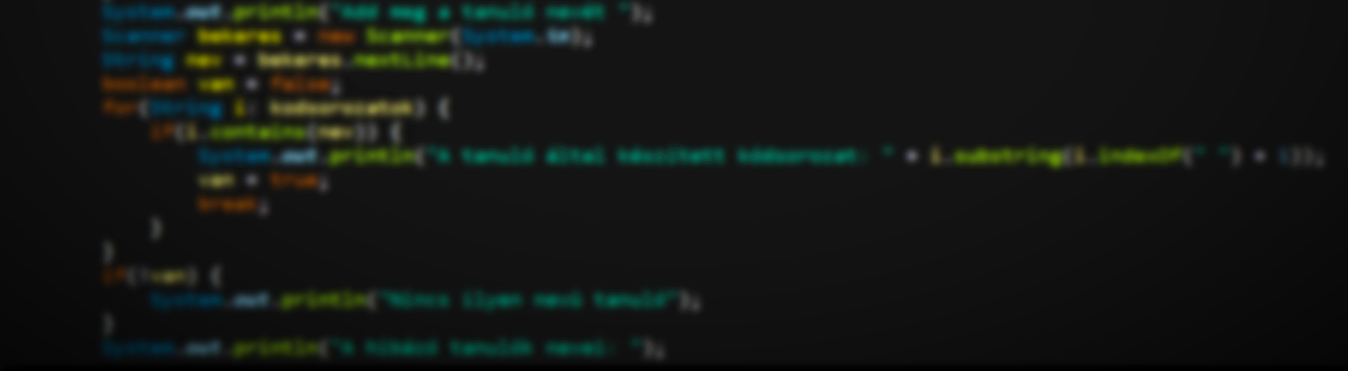 System.out.println("Add meg a tanuló nevét ");
Scanner bekeres = new Scanner(System.in);
String nev = bekeres.nextLine();
boolean van = false;
for(String i: kodsorozatok) {
if(i.contains(nev)) {
System.out.println("A tanuló által készített kódsorozat: " + i.substring(i.indexOf(" ") + 1));
van = true;
break;
}
}
if(!van) {
System.out.println("Nincs ilyen nevű tanuló");
}
System.out.println("A hibázó tanulók nevei: ");